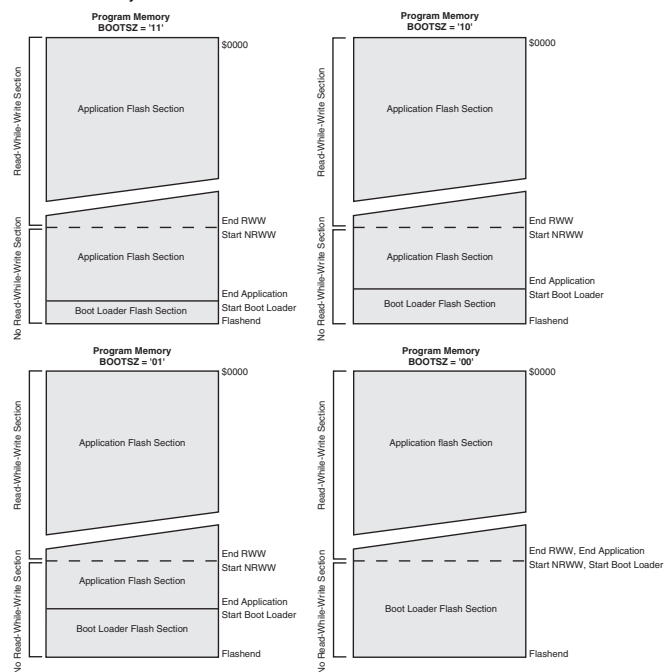 Program Memory
BOOTSZ = '11'
$0000
Read-While-Write Section
Application Flash Section
End RWW
Start NRWW
No Read-While-Write Section
Application Flash Section
End Application
Start Boot Loader
Boot Loader Flash Section
Flashend
Program Memory
BOOTSZ = '10'
$0000
Read-While-Write Section
Application Flash Section
End RWW
Start NRWW
No Read-While-Write Section
Application Flash Section
End Application
Start Boot Loader
Boot Loader Flash Section
Flashend
Program Memory
BOOTSZ = '01'
$0000
Read-While-Write Section
Application Flash Section
End RWW
Start NRWW
No Read-While-Write Section
Application Flash Section
End Application
Start Boot Loader
Boot Loader Flash Section
Flashend
Program Memory
BOOTSZ = '00'
$0000
Read-While-Write Section
Application flash Section
End RWW, End Application
Start NRWW, Start Boot Loader
No Read-While-Write Section
Boot Loader Flash Section
Flashend